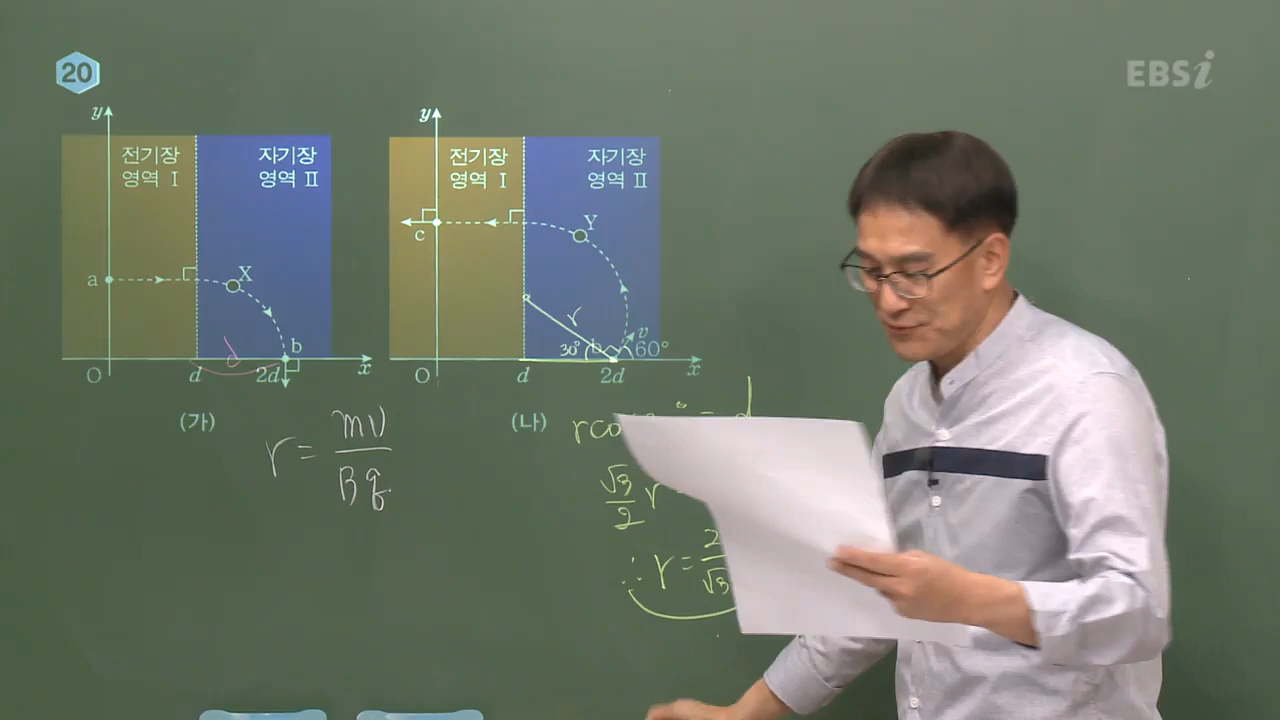 20
EBSi
y
전기장
영역 Ⅰ
자기장
영역 Ⅱ
a
X
b
d
O
d
2d
x
(가)
y
전기장
영역 Ⅰ
자기장
영역 Ⅱ
c
Y
r
v
30°
b
60°
O
d
2d
x
(나)
r = mv / Bq
= d
√3/2 r
∴ r = 2/√3